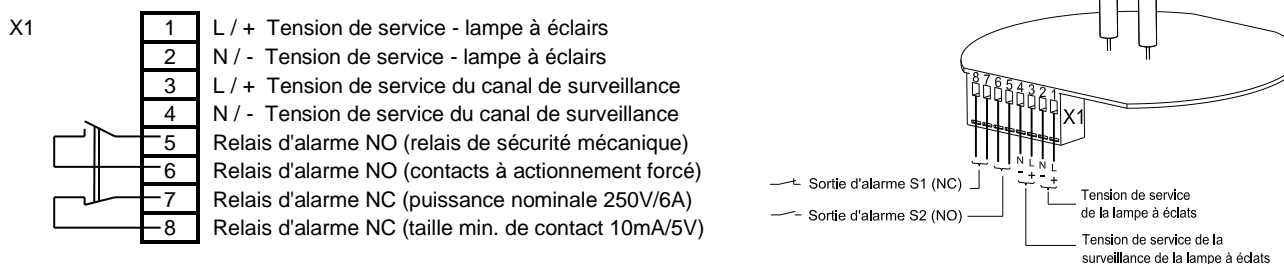 X1
1 L / + Tension de service - lampe à éclairs
2 N / - Tension de service - lampe à éclairs
3 L / + Tension de service du canal de surveillance
4 N / - Tension de service du canal de surveillance
5 Relais d'alarme NO (relais de sécurité mécanique)
6 Relais d'alarme NO (contacts à actionnement forcé)
7 Relais d'alarme NC (puissance nominale 250V/6A)
8 Relais d'alarme NC (taille min. de contact 10mA/5V)
8 7 6 5 4 3 2 1
X1
N L N L
- + - +
Sortie d'alarme S1 (NC)
Sortie d'alarme S2 (NO)
Tension de service
de la lampe à éclats
Tension de service de la
surveillance de la lampe à éclats